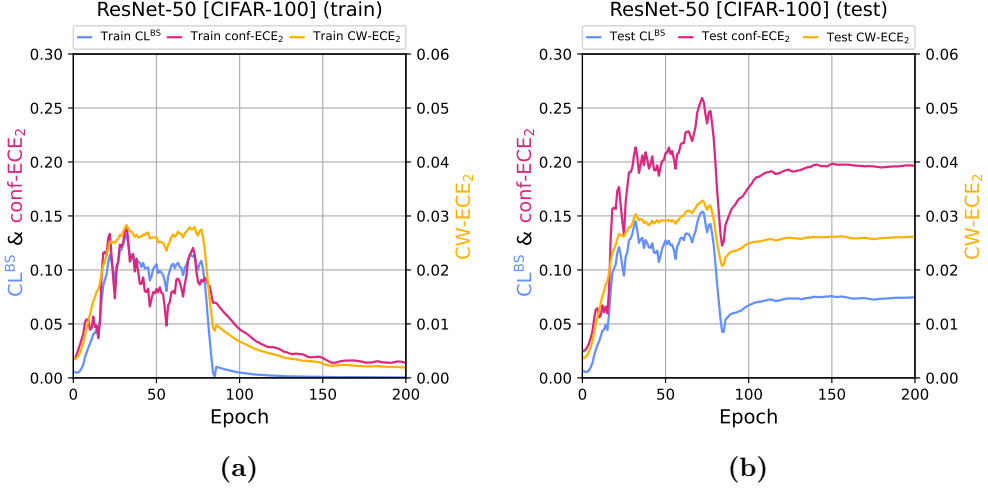 ResNet-50 [CIFAR-100] (train)
Train CL^BS Train conf-ECE₂ Train CW-ECE₂
0.30
0.25
0.20
0.15
0.10
0.05
0.00
CL^BS & conf-ECE₂
0.06
0.05
0.04
0.03
0.02
0.01
0.00
CW-ECE₂
0 50 100 150 200
Epoch
(a)
ResNet-50 [CIFAR-100] (test)
Test CL^BS Test conf-ECE₂ Test CW-ECE₂
0.30
0.25
0.20
0.15
0.10
0.05
0.00
CL^BS & conf-ECE₂
0.06
0.05
0.04
0.03
0.02
0.01
0.00
CW-ECE₂
0 50 100 150 200
Epoch
(b)